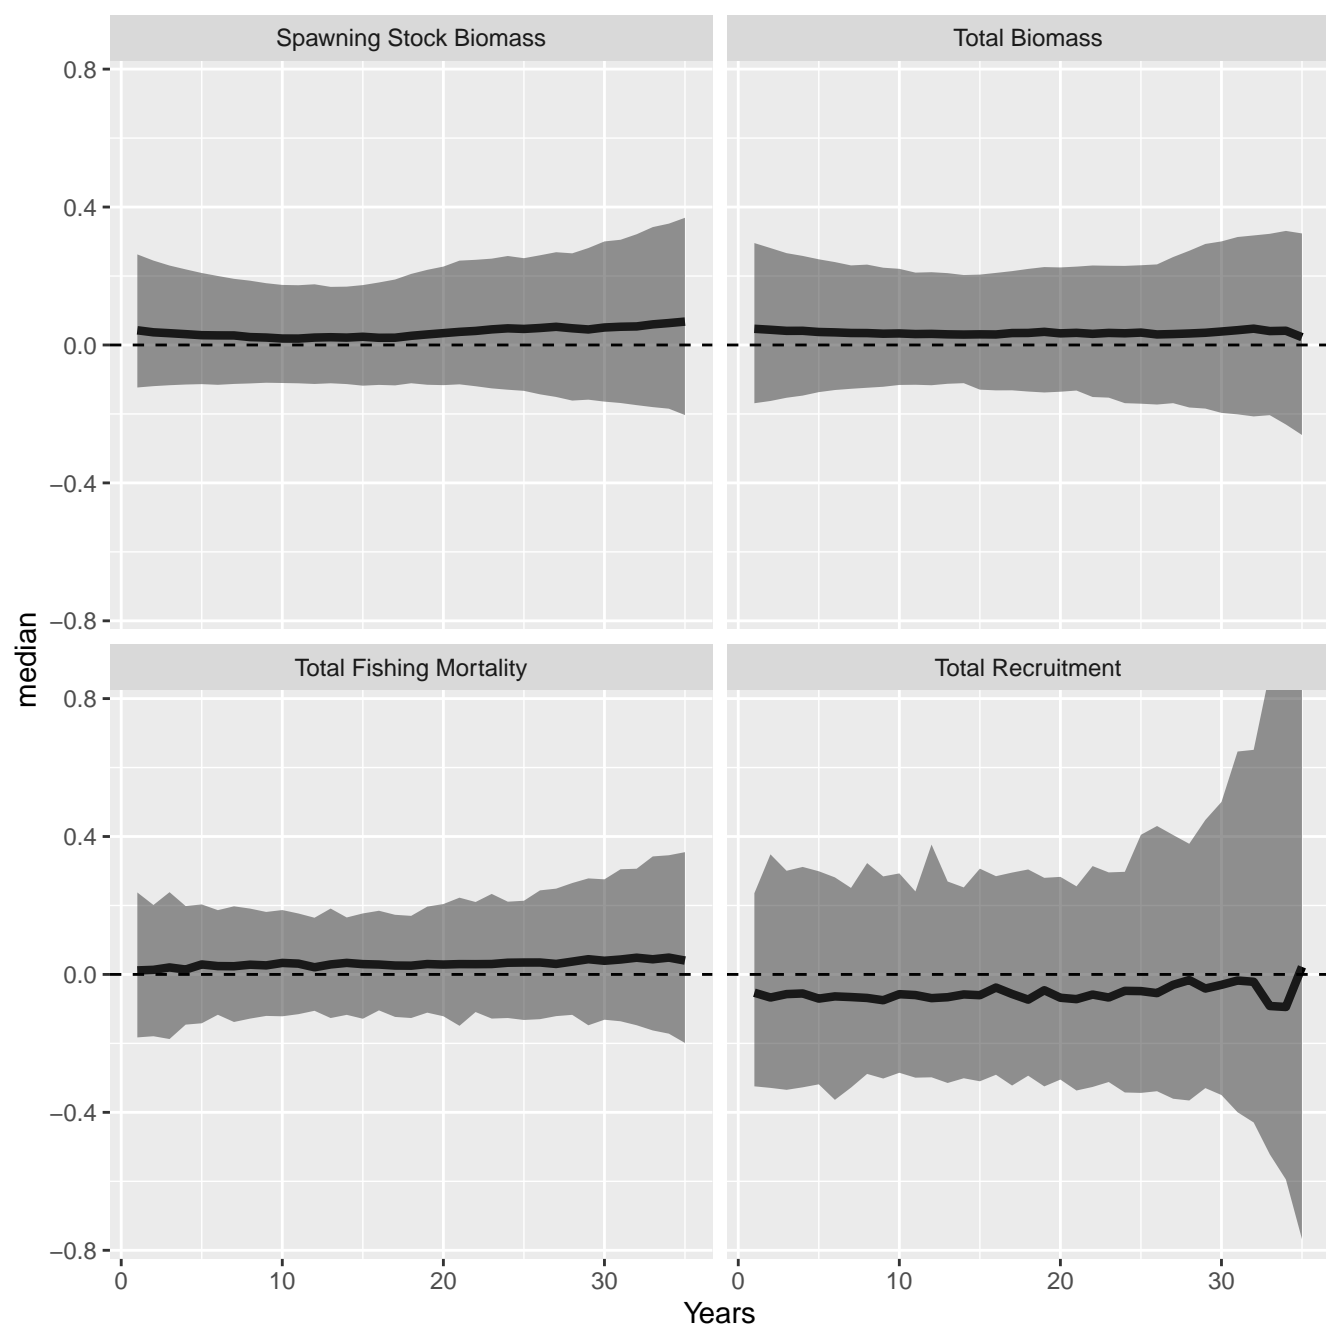 Spawning Stock Biomass
Total Biomass
0.8
0.4
0.0
−0.4
−0.8
median
Total Fishing Mortality
Total Recruitment
0.8
0.4
0.0
−0.4
−0.8
0 10 20 30
0 10 20 30
Years